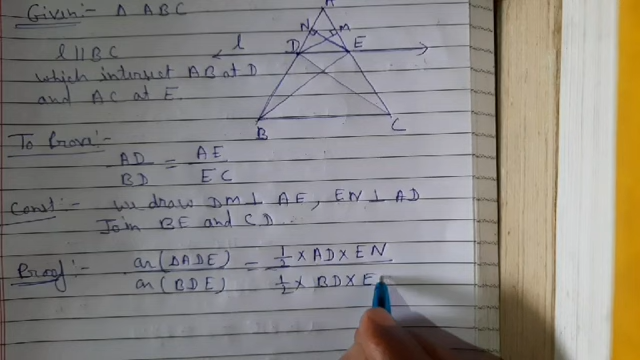 Given:- Δ ABC
A
N M
l D E
l || BC
which intersect AB at D
and AC at E.
B C
To Prove:-
AD/BD = AE/EC
Const:- we draw DM ⊥ AE, EN ⊥ AD
Join BE and CD.
Proof:- ar(ΔADE)/ar(BDE) = ½ × AD × EN/½ × BD × E